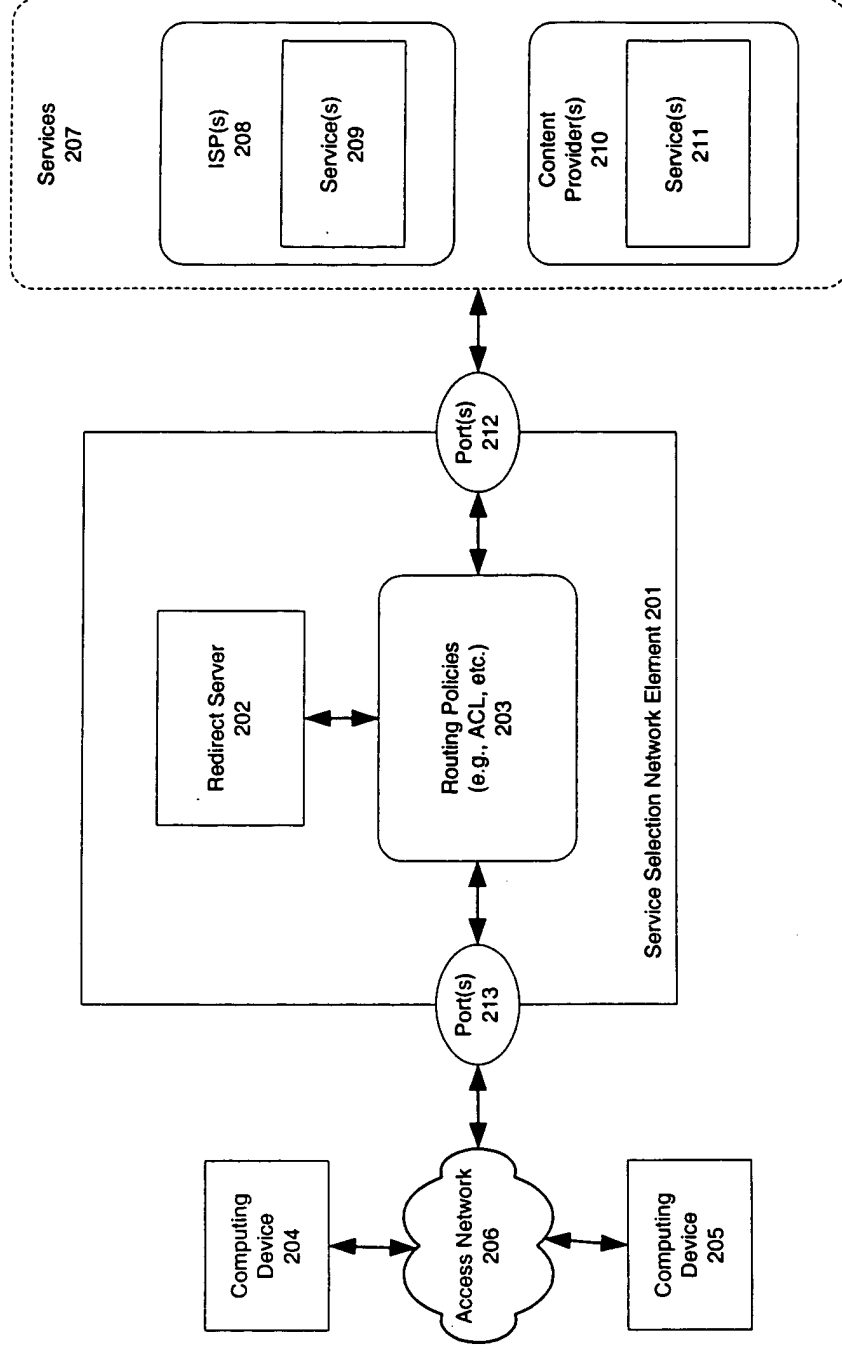 Services
207
ISP(s)
208
Service(s)
209
Content
Provider(s)
210
Service(s)
211
Port(s)
212
Redirect Server
202
Routing Policies
(e.g., ACL, etc.)
203
Service Selection Network Element 201
Port(s)
213
Computing
Device
204
Access Network
206
Computing
Device
205